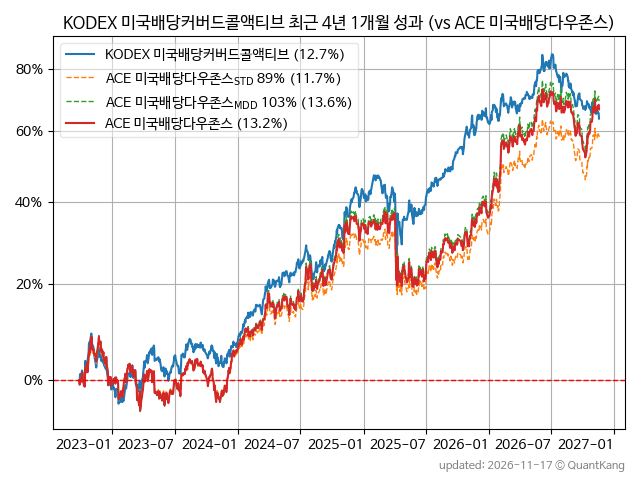 KODEX 미국배당커버드콜액티브 최근 4년 1개월 성과 (vs ACE 미국배당다우존스)
KODEX 미국배당커버드콜액티브 (12.7%)
ACE 미국배당다우존스STD 89% (11.7%)
ACE 미국배당다우존스MDD 103% (13.6%)
ACE 미국배당다우존스 (13.2%)
80%
60%
40%
20%
0%
2023-01 2023-07 2024-01 2024-07 2025-01 2025-07 2026-01 2026-07 2027-01
updated: 2026-11-17 © QuantKang